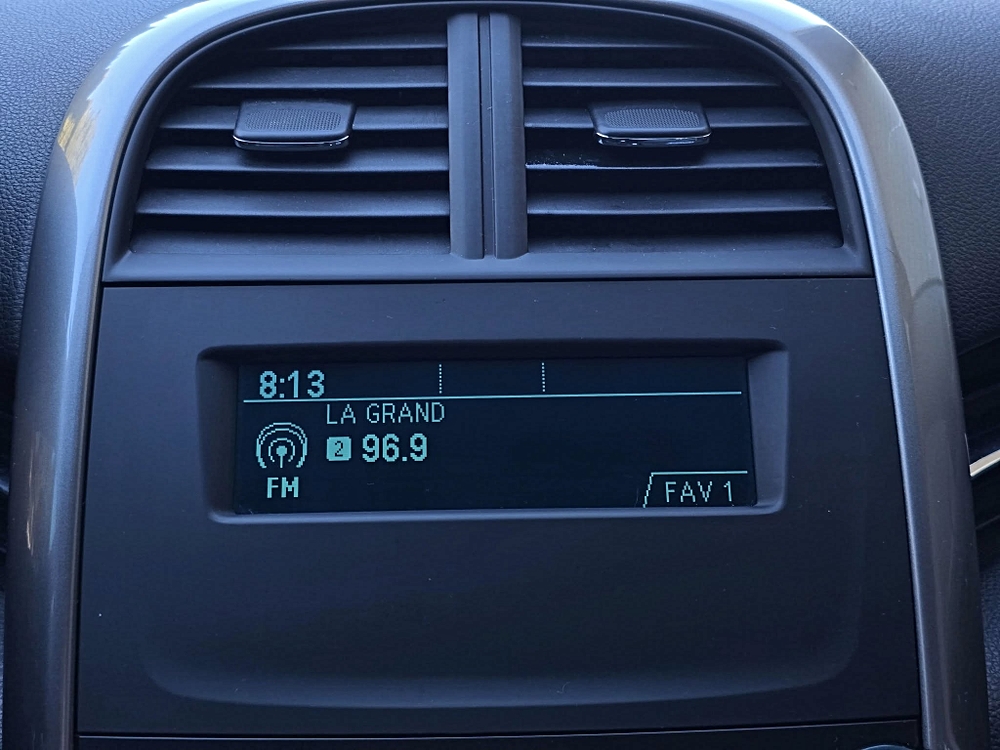 8:13
LA GRAND
2 96.9
FM
FAV 1